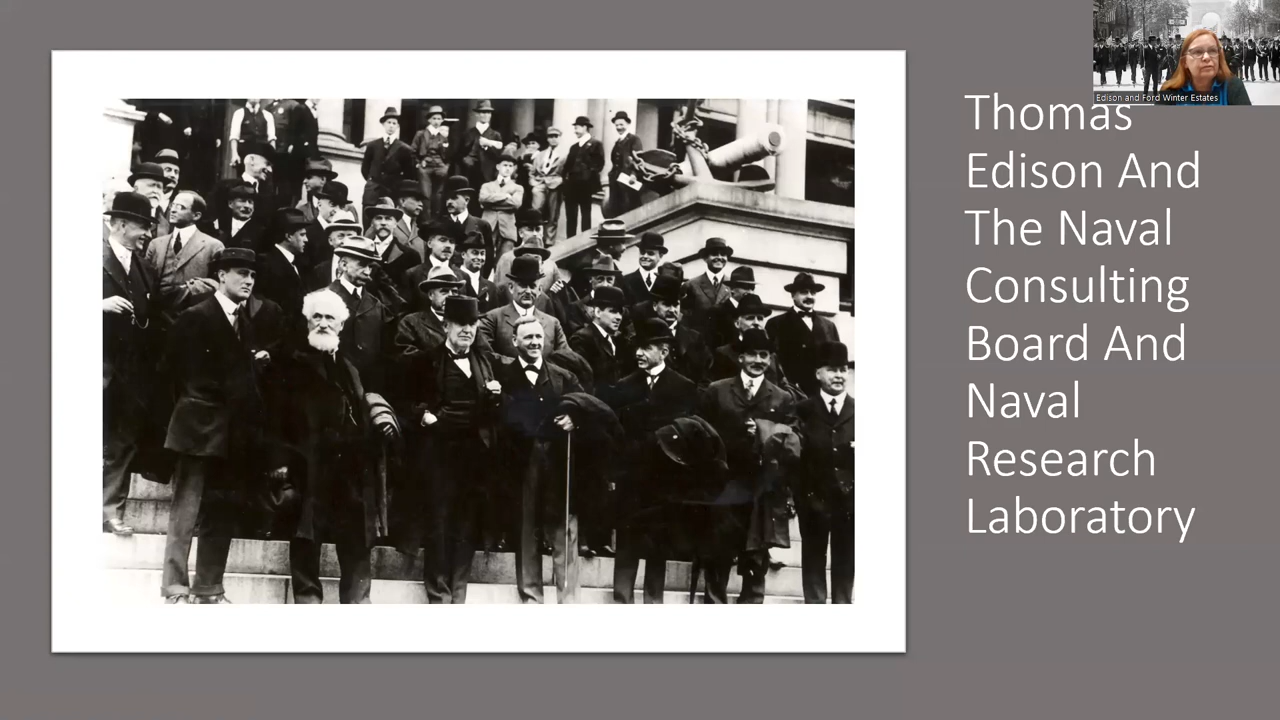 Edison and Ford Winter Estates
Thomas
Edison And
The Naval
Consulting
Board And
Naval
Research
Laboratory